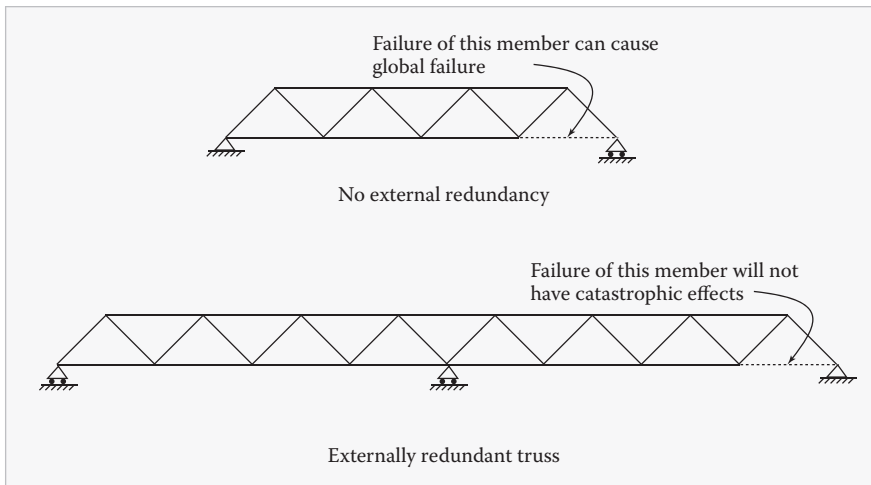 Failure of this member can cause
global failure
No external redundancy
Failure of this member will not
have catastrophic effects
Externally redundant truss